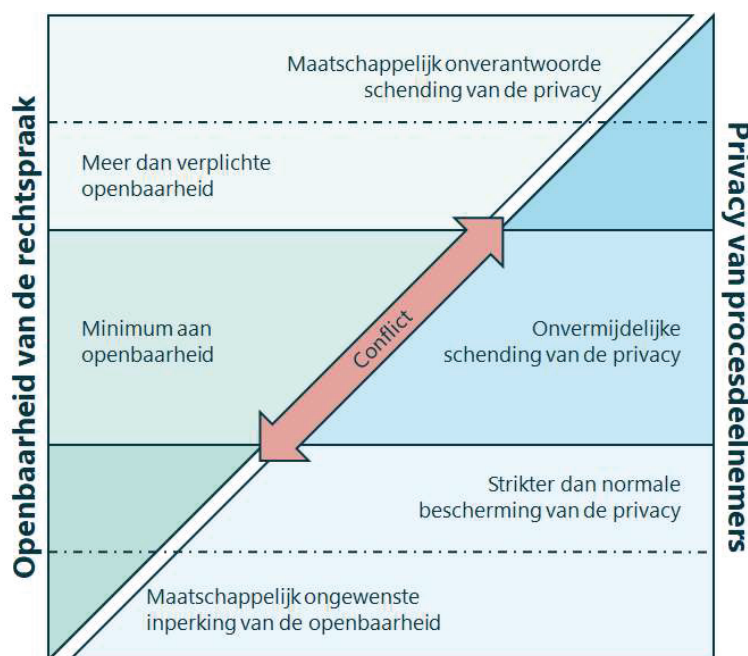 Openbaarheid van de rechtspraak
Maatschappelijk onverantwoorde
schending van de privacy
Meer dan verplichte
openbaarheid
Minimum aan
openbaarheid
Conflict
Onvermijdelijke
schending van de privacy
Strikter dan normale
bescherming van de privacy
Maatschappelijk ongewenste
inperking van de openbaarheid
Privacy van procesdeelnemers